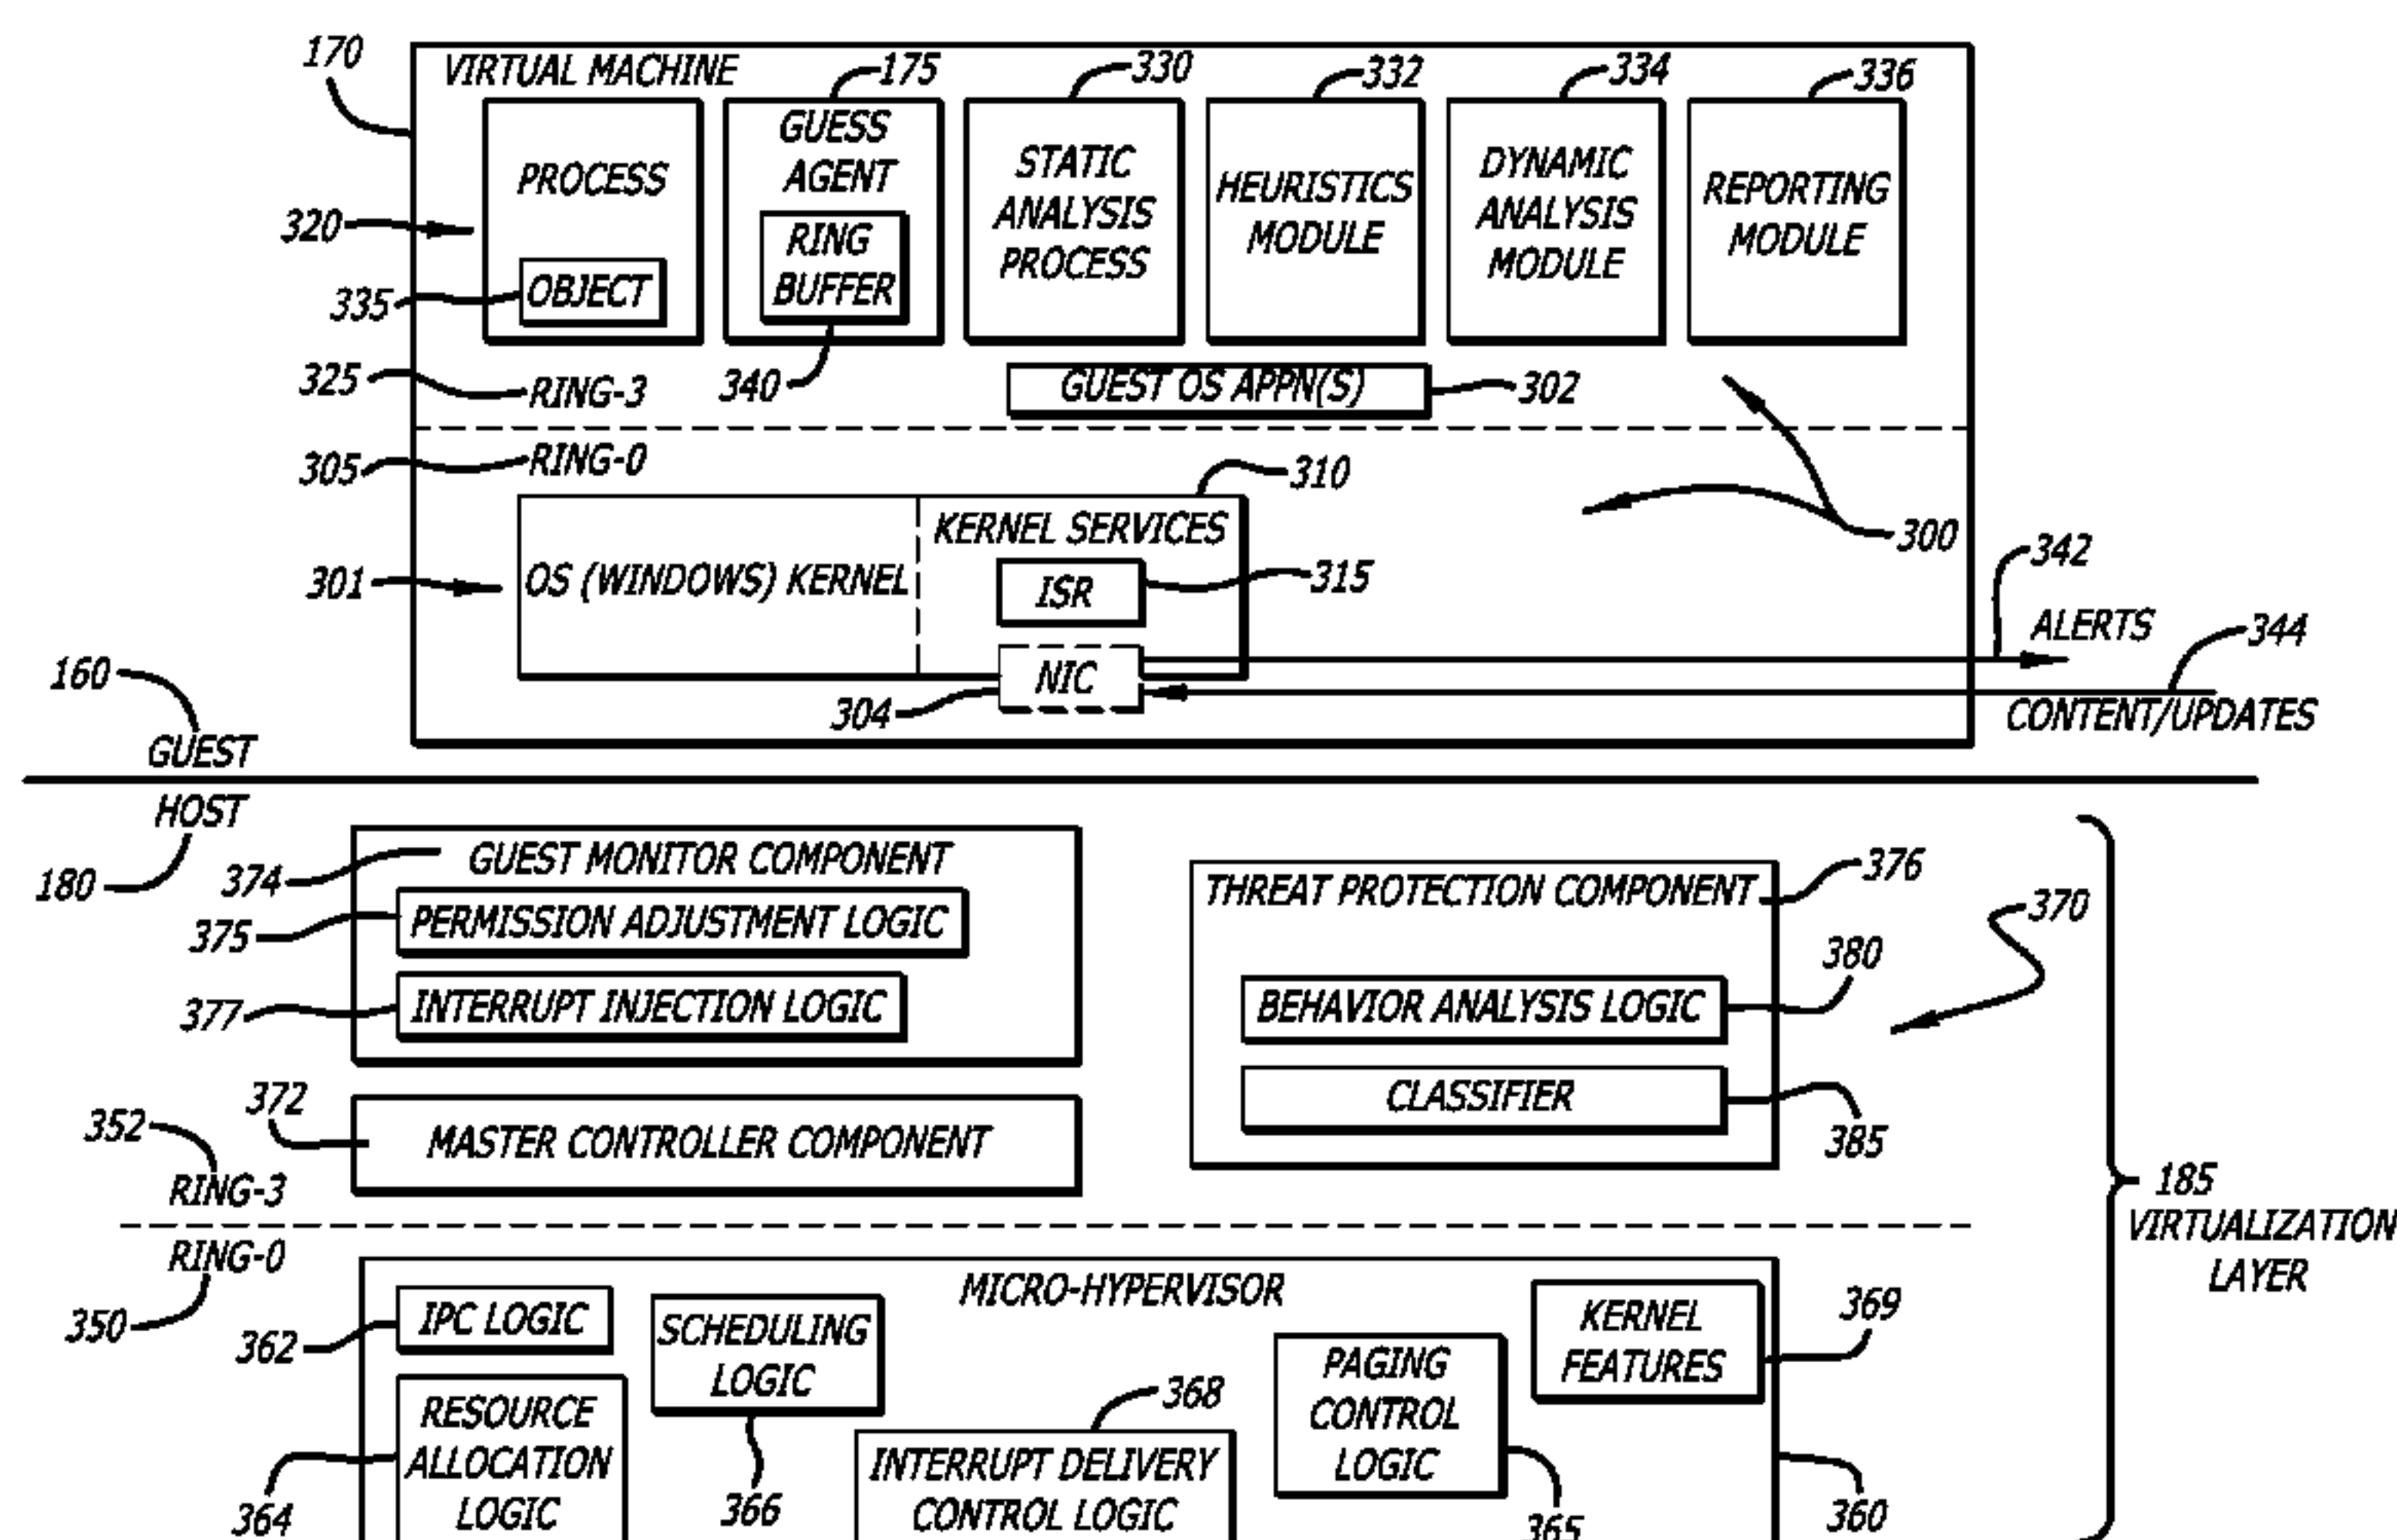 170
VIRTUAL MACHINE
175
330
332
334
336
PROCESS
GUESS
AGENT
STATIC
ANALYSIS
PROCESS
HEURISTICS
MODULE
DYNAMIC
ANALYSIS
MODULE
REPORTING
MODULE
320
RING
BUFFER
335
OBJECT
325
RING-3
340
GUEST OS APPN(S)
302
305
RING-0
310
KERNEL SERVICES
300
301
OS (WINDOWS) KERNEL
ISR
315
342
ALERTS
344
NIC
304
CONTENT/UPDATES
160
GUEST
HOST
180
374
GUEST MONITOR COMPONENT
375
PERMISSION ADJUSTMENT LOGIC
377
INTERRUPT INJECTION LOGIC
THREAT PROTECTION COMPONENT
376
370
380
BEHAVIOR ANALYSIS LOGIC
CLASSIFIER
385
372
MASTER CONTROLLER COMPONENT
352
RING-3
185
VIRTUALIZATION
LAYER
RING-0
350
MICRO-HYPERVISOR
IPC LOGIC
362
SCHEDULING
LOGIC
366
RESOURCE
ALLOCATION
LOGIC
364
368
INTERRUPT DELIVERY
CONTROL LOGIC
PAGING
CONTROL
LOGIC
365
KERNEL
FEATURES
369
360